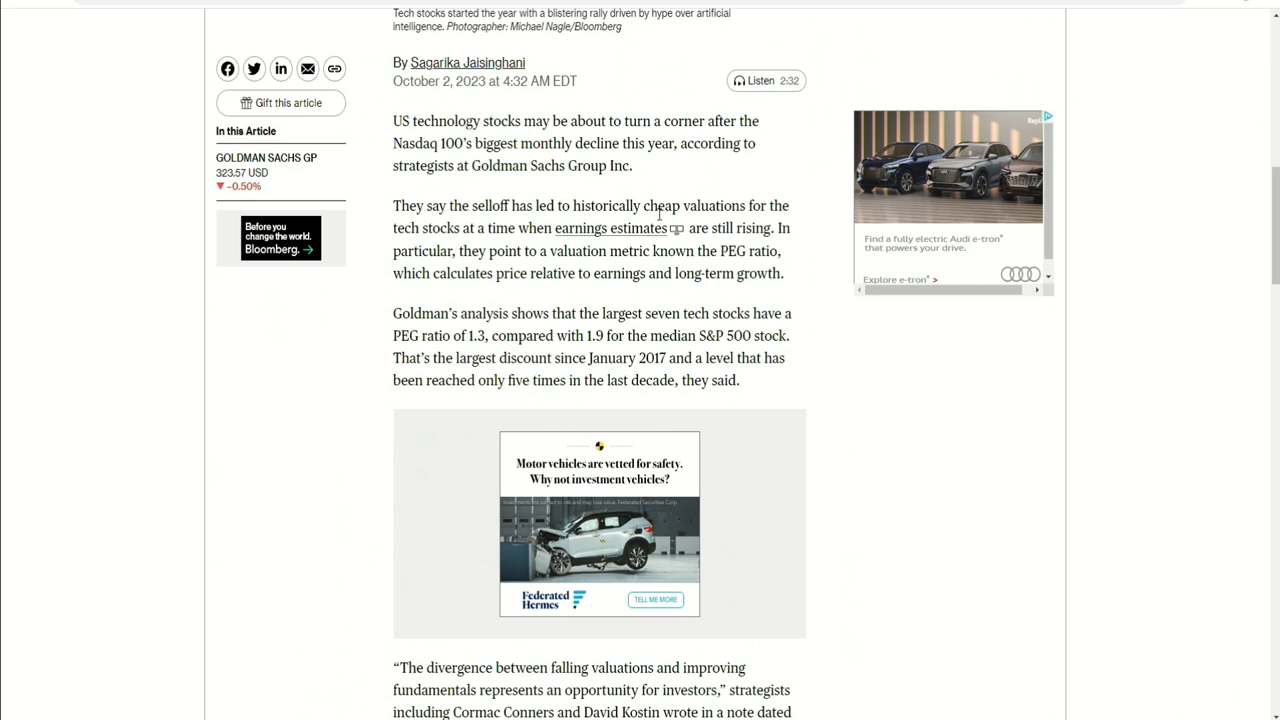 Tech stocks started the year with a blistering rally driven by hype over artificial
intelligence. Photographer: Michael Nagle/Bloomberg
By Sagarika Jaisinghani
October 2, 2023 at 4:32 AM EDT
Listen 2:32
Gift this article
In this Article
GOLDMAN SACHS GP
323.57 USD
▼ -0.50%
Before you
change the world.
Bloomberg. →
US technology stocks may be about to turn a corner after the
Nasdaq 100's biggest monthly decline this year, according to
strategists at Goldman Sachs Group Inc.
They say the selloff has led to historically cheap valuations for the
tech stocks at a time when earnings estimates are still rising. In
particular, they point to a valuation metric known the PEG ratio,
which calculates price relative to earnings and long-term growth.
Goldman's analysis shows that the largest seven tech stocks have a
PEG ratio of 1.3, compared with 1.9 for the median S&P 500 stock.
That's the largest discount since January 2017 and a level that has
been reached only five times in the last decade, they said.
Motor vehicles are vetted for safety.
Why not investment vehicles?
Federated
Hermes
TELL ME MORE
"The divergence between falling valuations and improving
fundamentals represents an opportunity for investors," strategists
including Cormac Conners and David Kostin wrote in a note dated
Find a fully electric Audi e-tron®
that powers your drive.
Explore e-tron® >